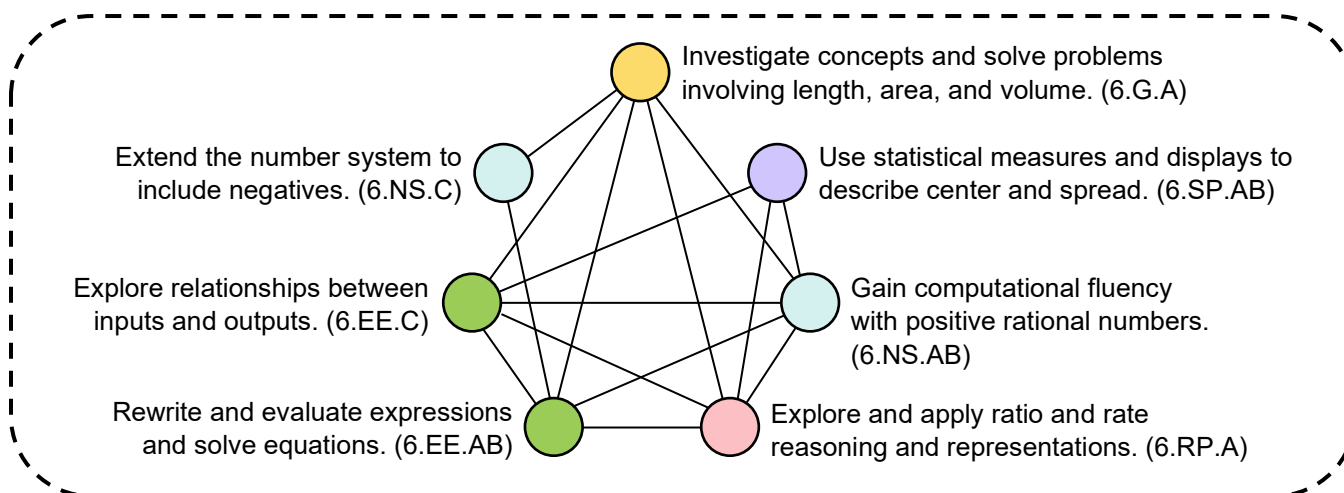 Investigate concepts and solve problems
involving length, area, and volume. (6.G.A)
Extend the number system to
include negatives. (6.NS.C)
Use statistical measures and displays to
describe center and spread. (6.SP.AB)
Explore relationships between
inputs and outputs. (6.EE.C)
Gain computational fluency
with positive rational numbers.
(6.NS.AB)
Rewrite and evaluate expressions
and solve equations. (6.EE.AB)
Explore and apply ratio and rate
reasoning and representations. (6.RP.A)